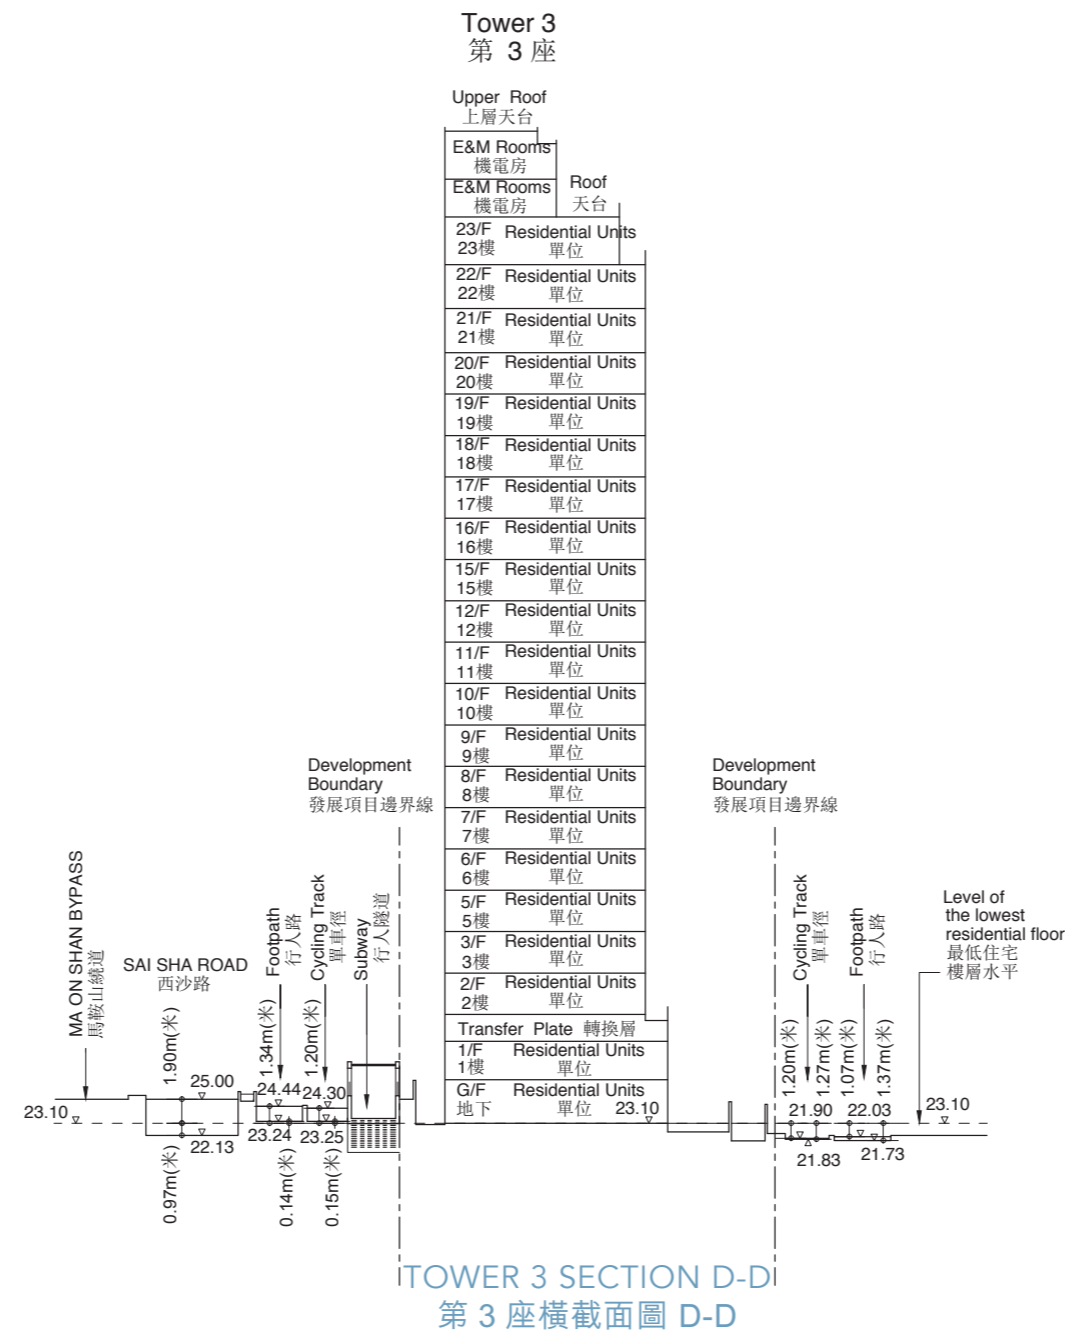 Tower 3
第 3 座
Upper Roof
上層天台
E&M Rooms
機電房
E&M Rooms
機電房
Roof
天台
23/F Residential Units
23樓 單位
22/F Residential Units
22樓 單位
21/F Residential Units
21樓 單位
20/F Residential Units
20樓 單位
19/F Residential Units
19樓 單位
18/F Residential Units
18樓 單位
17/F Residential Units
17樓 單位
16/F Residential Units
16樓 單位
15/F Residential Units
15樓 單位
12/F Residential Units
12樓 單位
11/F Residential Units
11樓 單位
10/F Residential Units
10樓 單位
9/F Residential Units
9樓 單位
8/F Residential Units
8樓 單位
7/F Residential Units
7樓 單位
6/F Residential Units
6樓 單位
5/F Residential Units
5樓 單位
3/F Residential Units
3樓 單位
2/F Residential Units
2樓 單位
Transfer Plate 轉換層
1/F Residential Units
1樓 單位
G/F Residential Units
地下 單位
23.10
Development
Boundary
發展項目邊界線
Development
Boundary
發展項目邊界線
MA ON SHAN BYPASS
馬鞍山繞道
SAI SHA ROAD
西沙路
Footpath
行人路
Cycling Track
單車徑
Subway
行人隧道
1.90m(米)
1.34m(米)
1.20m(米)
25.00
24.44
24.30
23.10
22.13
23.24
23.25
0.97m(米)
0.14m(米)
0.15m(米)
Cycling Track
單車徑
Footpath
行人路
Level of
the lowest
residential floor
最低住宅
樓層水平
1.20m(米)
1.27m(米)
1.07m(米)
1.37m(米)
21.90
22.03
23.10
21.83
21.73
TOWER 3 SECTION D-D
第 3 座橫截面圖 D-D